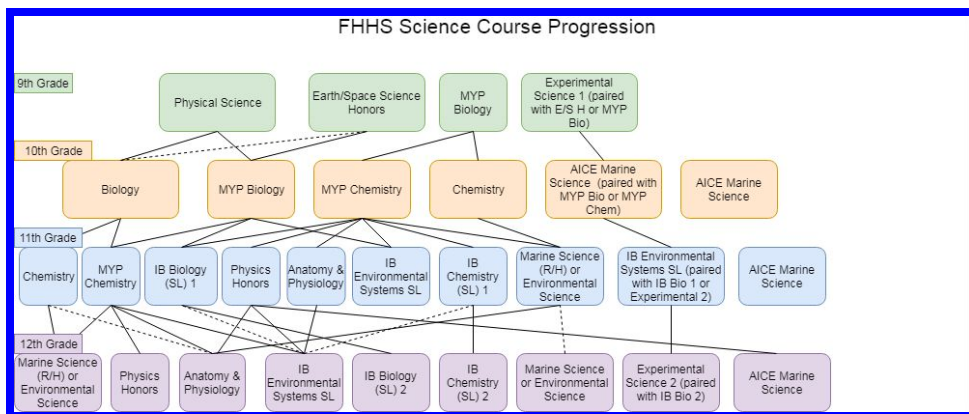 FHHS Science Course Progression
9th Grade
Physical Science
Earth/Space Science
Honors
MYP
Biology
Experimental
Science 1 (paired
with E/S H or MYP
Bio)
10th Grade
Biology
MYP Biology
MYP Chemistry
Chemistry
AICE Marine
Science (paired with
MYP Bio or MYP
Chem)
AICE Marine
Science
11th Grade
Chemistry
MYP
Chemistry
IB Biology
(SL) 1
Physics
Honors
Anatomy &
Physiology
IB
Environmental
Systems SL
IB
Chemistry
(SL) 1
Marine Science
(R/H) or
Environmental
Science
IB Environmental
Systems SL (paired
with IB Bio 1 or
Experimental 2)
AICE Marine
Science
12th Grade
Marine Science
(R/H) or
Environmental
Science
Physics
Honors
Anatomy &
Physiology
IB
Environmental
Systems SL
IB Biology
(SL) 2
IB
Chemistry
(SL) 2
Marine Science
or Environmental
Science
Experimental
Science 2 (paired
with IB Bio 2)
AICE Marine
Science